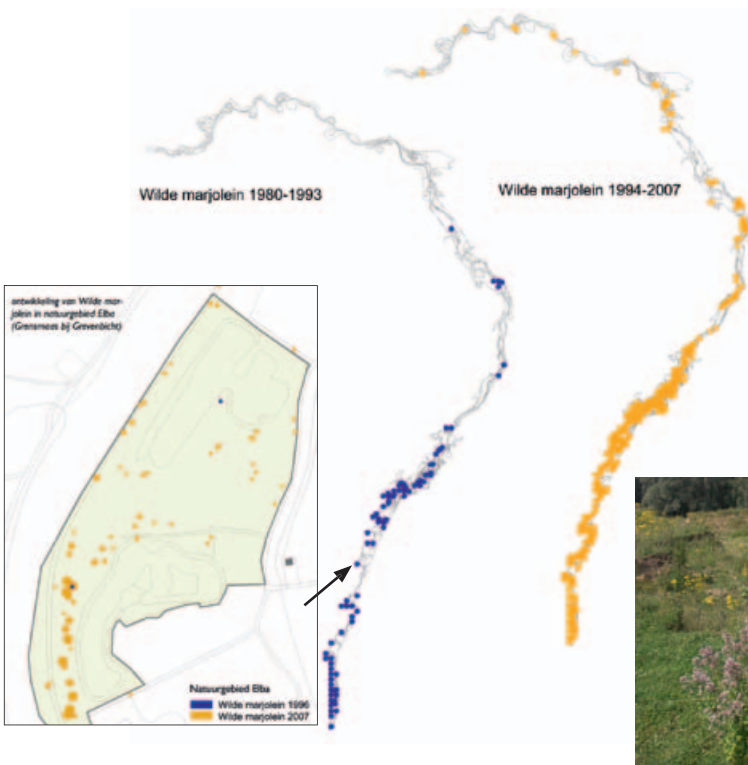 Wilde marjolein 1980-1993
Wilde marjolein 1994-2007
ontwikkeling van Wilde mar-
jolein in natuurgebied Elba
(Grensmaas bij Grevenbicht)
Natuurgebied Elba
Wilde marjolein 1996
Wilde marjolein 2007